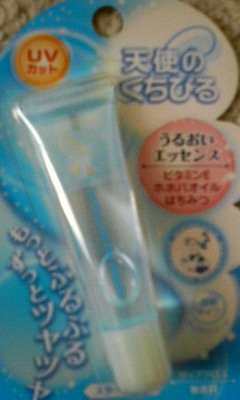 UV
カット
天使の
くちびる
うるおい
エッセンス
ビタミンE
ホホバオイル
はちみつ
もっとぷるぷる
ずっとツヤツヤ